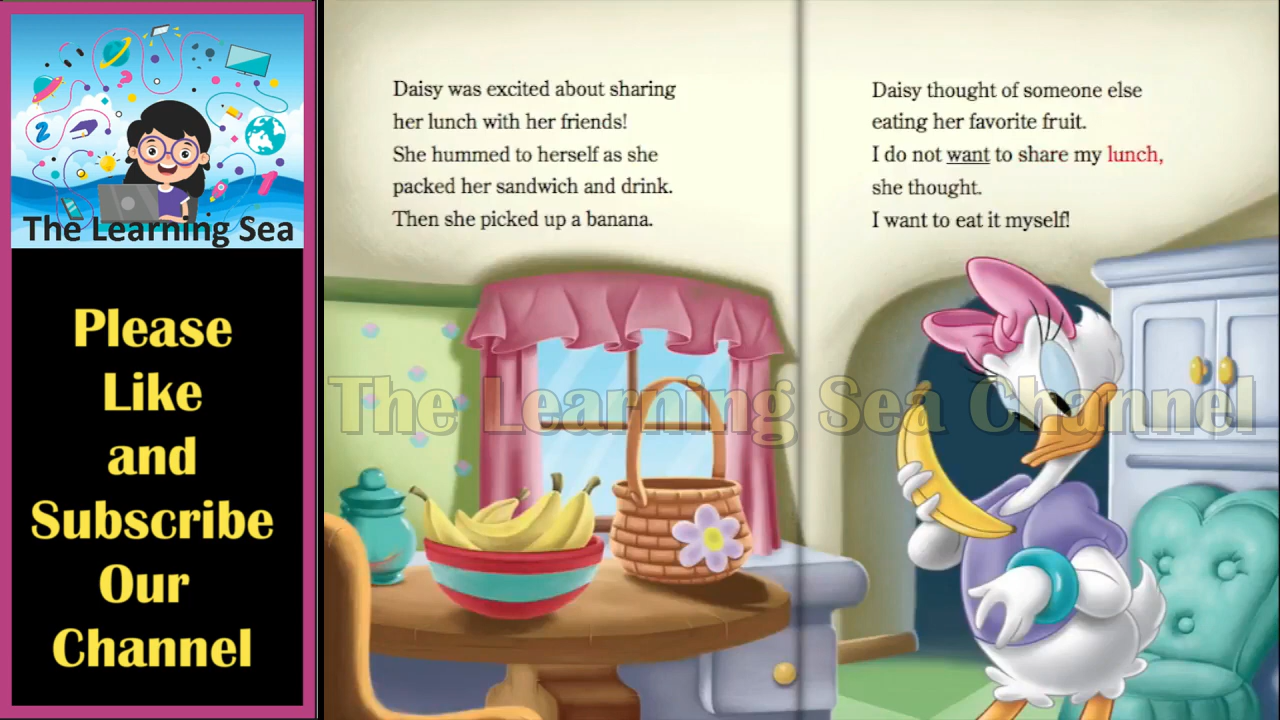 The Learning Sea
Please
Like
and
Subscribe
Our
Channel
Daisy was excited about sharing
her lunch with her friends!
She hummed to herself as she
packed her sandwich and drink.
Then she picked up a banana.
Daisy thought of someone else
eating her favorite fruit.
I do not want to share my lunch,
she thought.
I want to eat it myself!
The Learning Sea Channel